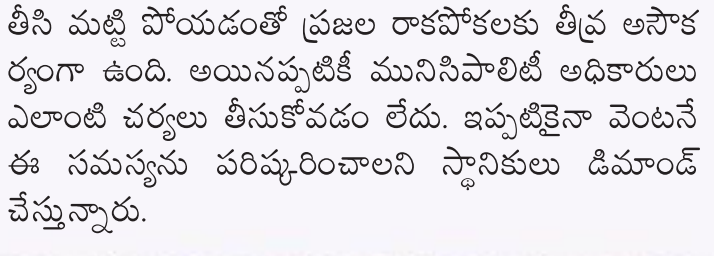 తీసి మట్టి పోయడంతో ప్రజల రాకపోకలకు తీవ్ర అసౌక
ర్యంగా ఉంది. అయినప్పటికీ మునిసిపాలిటీ అధికారులు
ఎలాంటి చర్యలు తీసుకోవడం లేదు. ఇప్పటికైనా వెంటనే
ఈ సమస్యను పరిష్కరించాలని స్థానికులు డిమాండ్
చేస్తున్నారు.